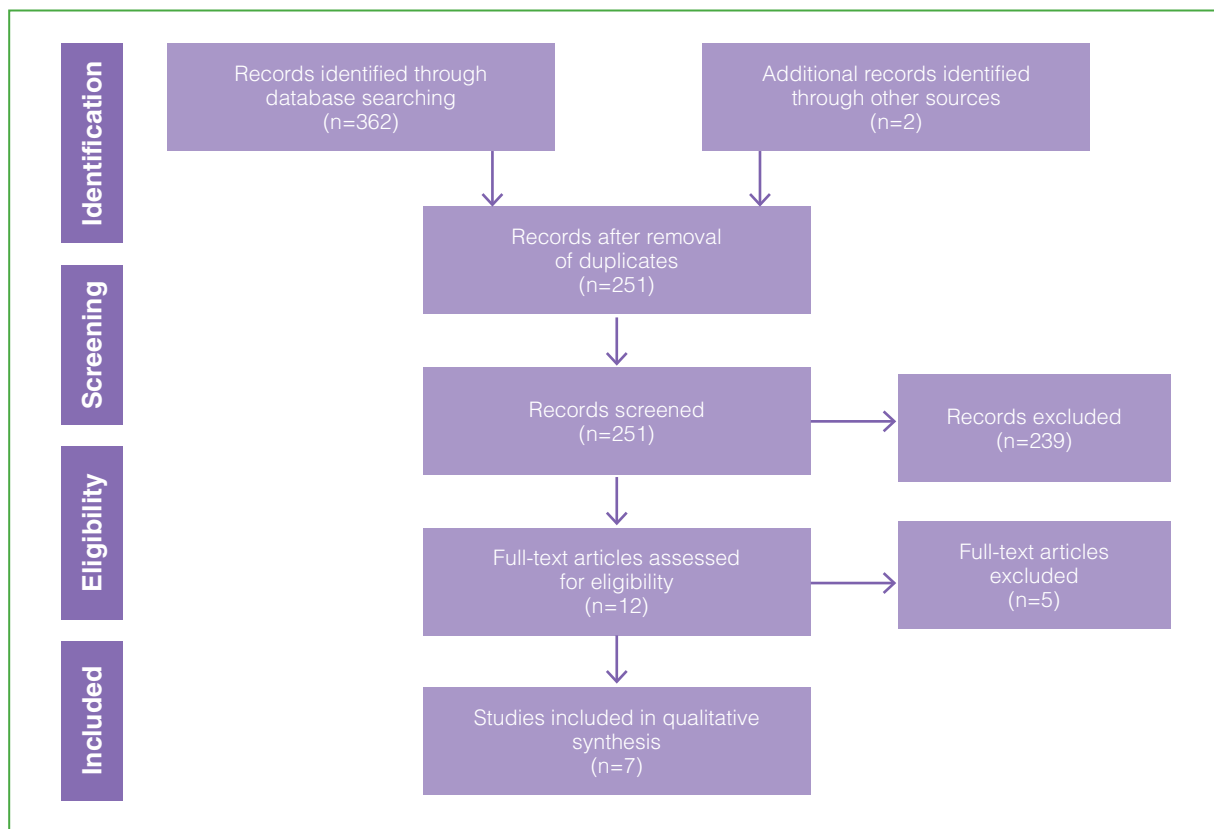 Identification
Records identified through
database searching
(n=362)
Additional records identified
through other sources
(n=2)
Records after removal
of duplicates
(n=251)
Screening
Records screened
(n=251)
Records excluded
(n=239)
Eligibility
Full-text articles assessed
for eligibility
(n=12)
Full-text articles
excluded
(n=5)
Included
Studies included in qualitative
synthesis
(n=7)